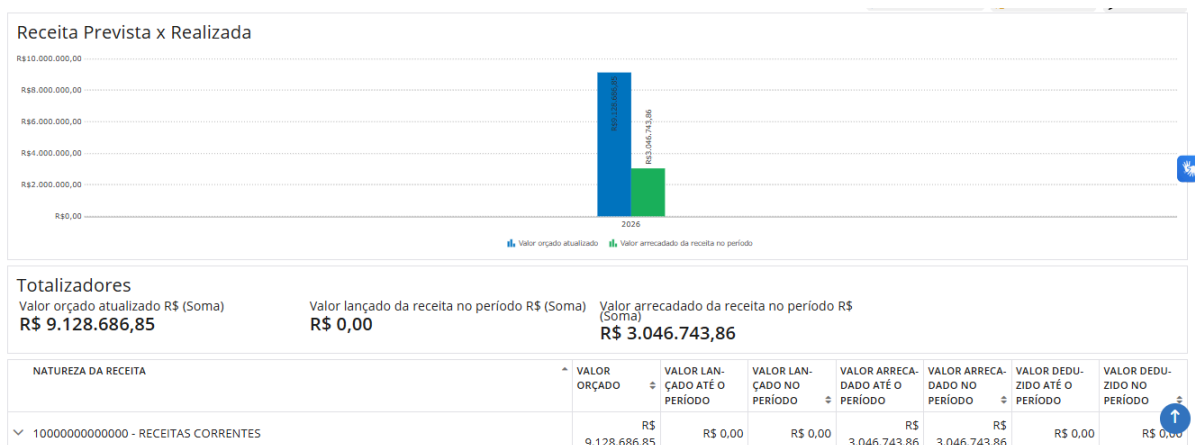 Receita Prevista x Realizada
R$10.000.000,00
R$8.000.000,00
R$6.000.000,00
R$4.000.000,00
R$2.000.000,00
R$0,00
R$9.128.686,85
R$3.046.743,86
2026
Valor orçado atualizado Valor arrecadado da receita no período
Totalizadores
Valor orçado atualizado R$ (Soma)
R$ 9.128.686,85
Valor lançado da receita no período R$ (Soma)
R$ 0,00
Valor arrecadado da receita no período R$
(Soma)
R$ 3.046.743,86
NATUREZA DA RECEITA
VALOR
ORÇADO
VALOR LAN-
ÇADO ATÉ O
PERÍODO
VALOR LAN-
ÇADO NO
PERÍODO
VALOR ARRECA-
DADO ATÉ O
PERÍODO
VALOR ARRECA-
DADO NO
PERÍODO
VALOR DEDU-
ZIDO ATÉ O
PERÍODO
VALOR DEDU-
ZIDO NO
PERÍODO
10000000000000 - RECEITAS CORRENTES
R$
9.128.686,85
R$ 0,00
R$ 0,00
R$
3.046.743,86
R$
3.046.743,86
R$ 0,00
R$ 0,00